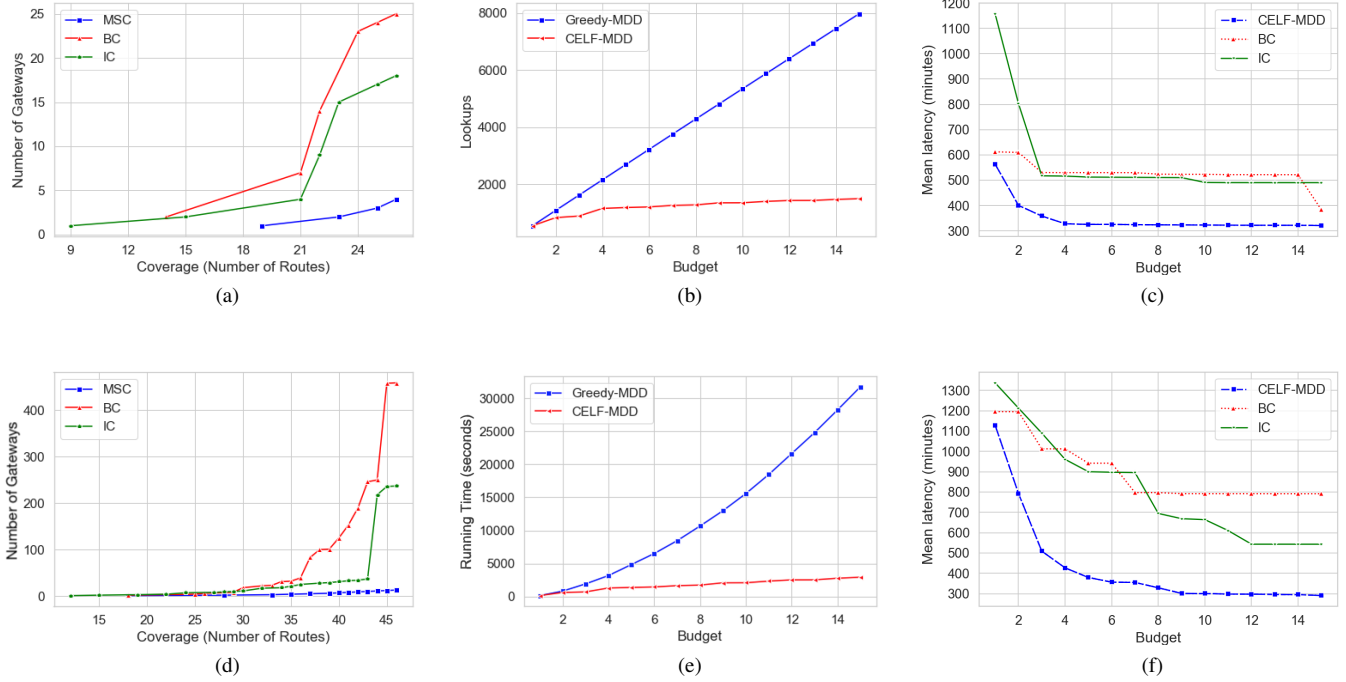 25
20
15
10
5
0
Number of Gateways
MSC
BC
IC
9
12
15
18
21
24
Coverage (Number of Routes)
(a)
8000
6000
4000
2000
Lookups
Greedy-MDD
CELF-MDD
2
4
6
8
10
12
14
Budget
(b)
1200
1100
1000
900
800
700
600
500
400
300
Mean latency (minutes)
CELF-MDD
BC
IC
2
4
6
8
10
12
14
Budget
(c)
400
300
200
100
0
Number of Gateways
MSC
BC
IC
15
20
25
30
35
40
45
Coverage (Number of Routes)
(d)
30000
25000
20000
15000
10000
5000
0
Running Time (seconds)
Greedy-MDD
CELF-MDD
2
4
6
8
10
12
14
Budget
(e)
1300
1200
1100
1000
900
800
700
600
500
400
300
Mean latency (minutes)
CELF-MDD
BC
IC
2
4
6
8
10
12
14
Budget
(f)